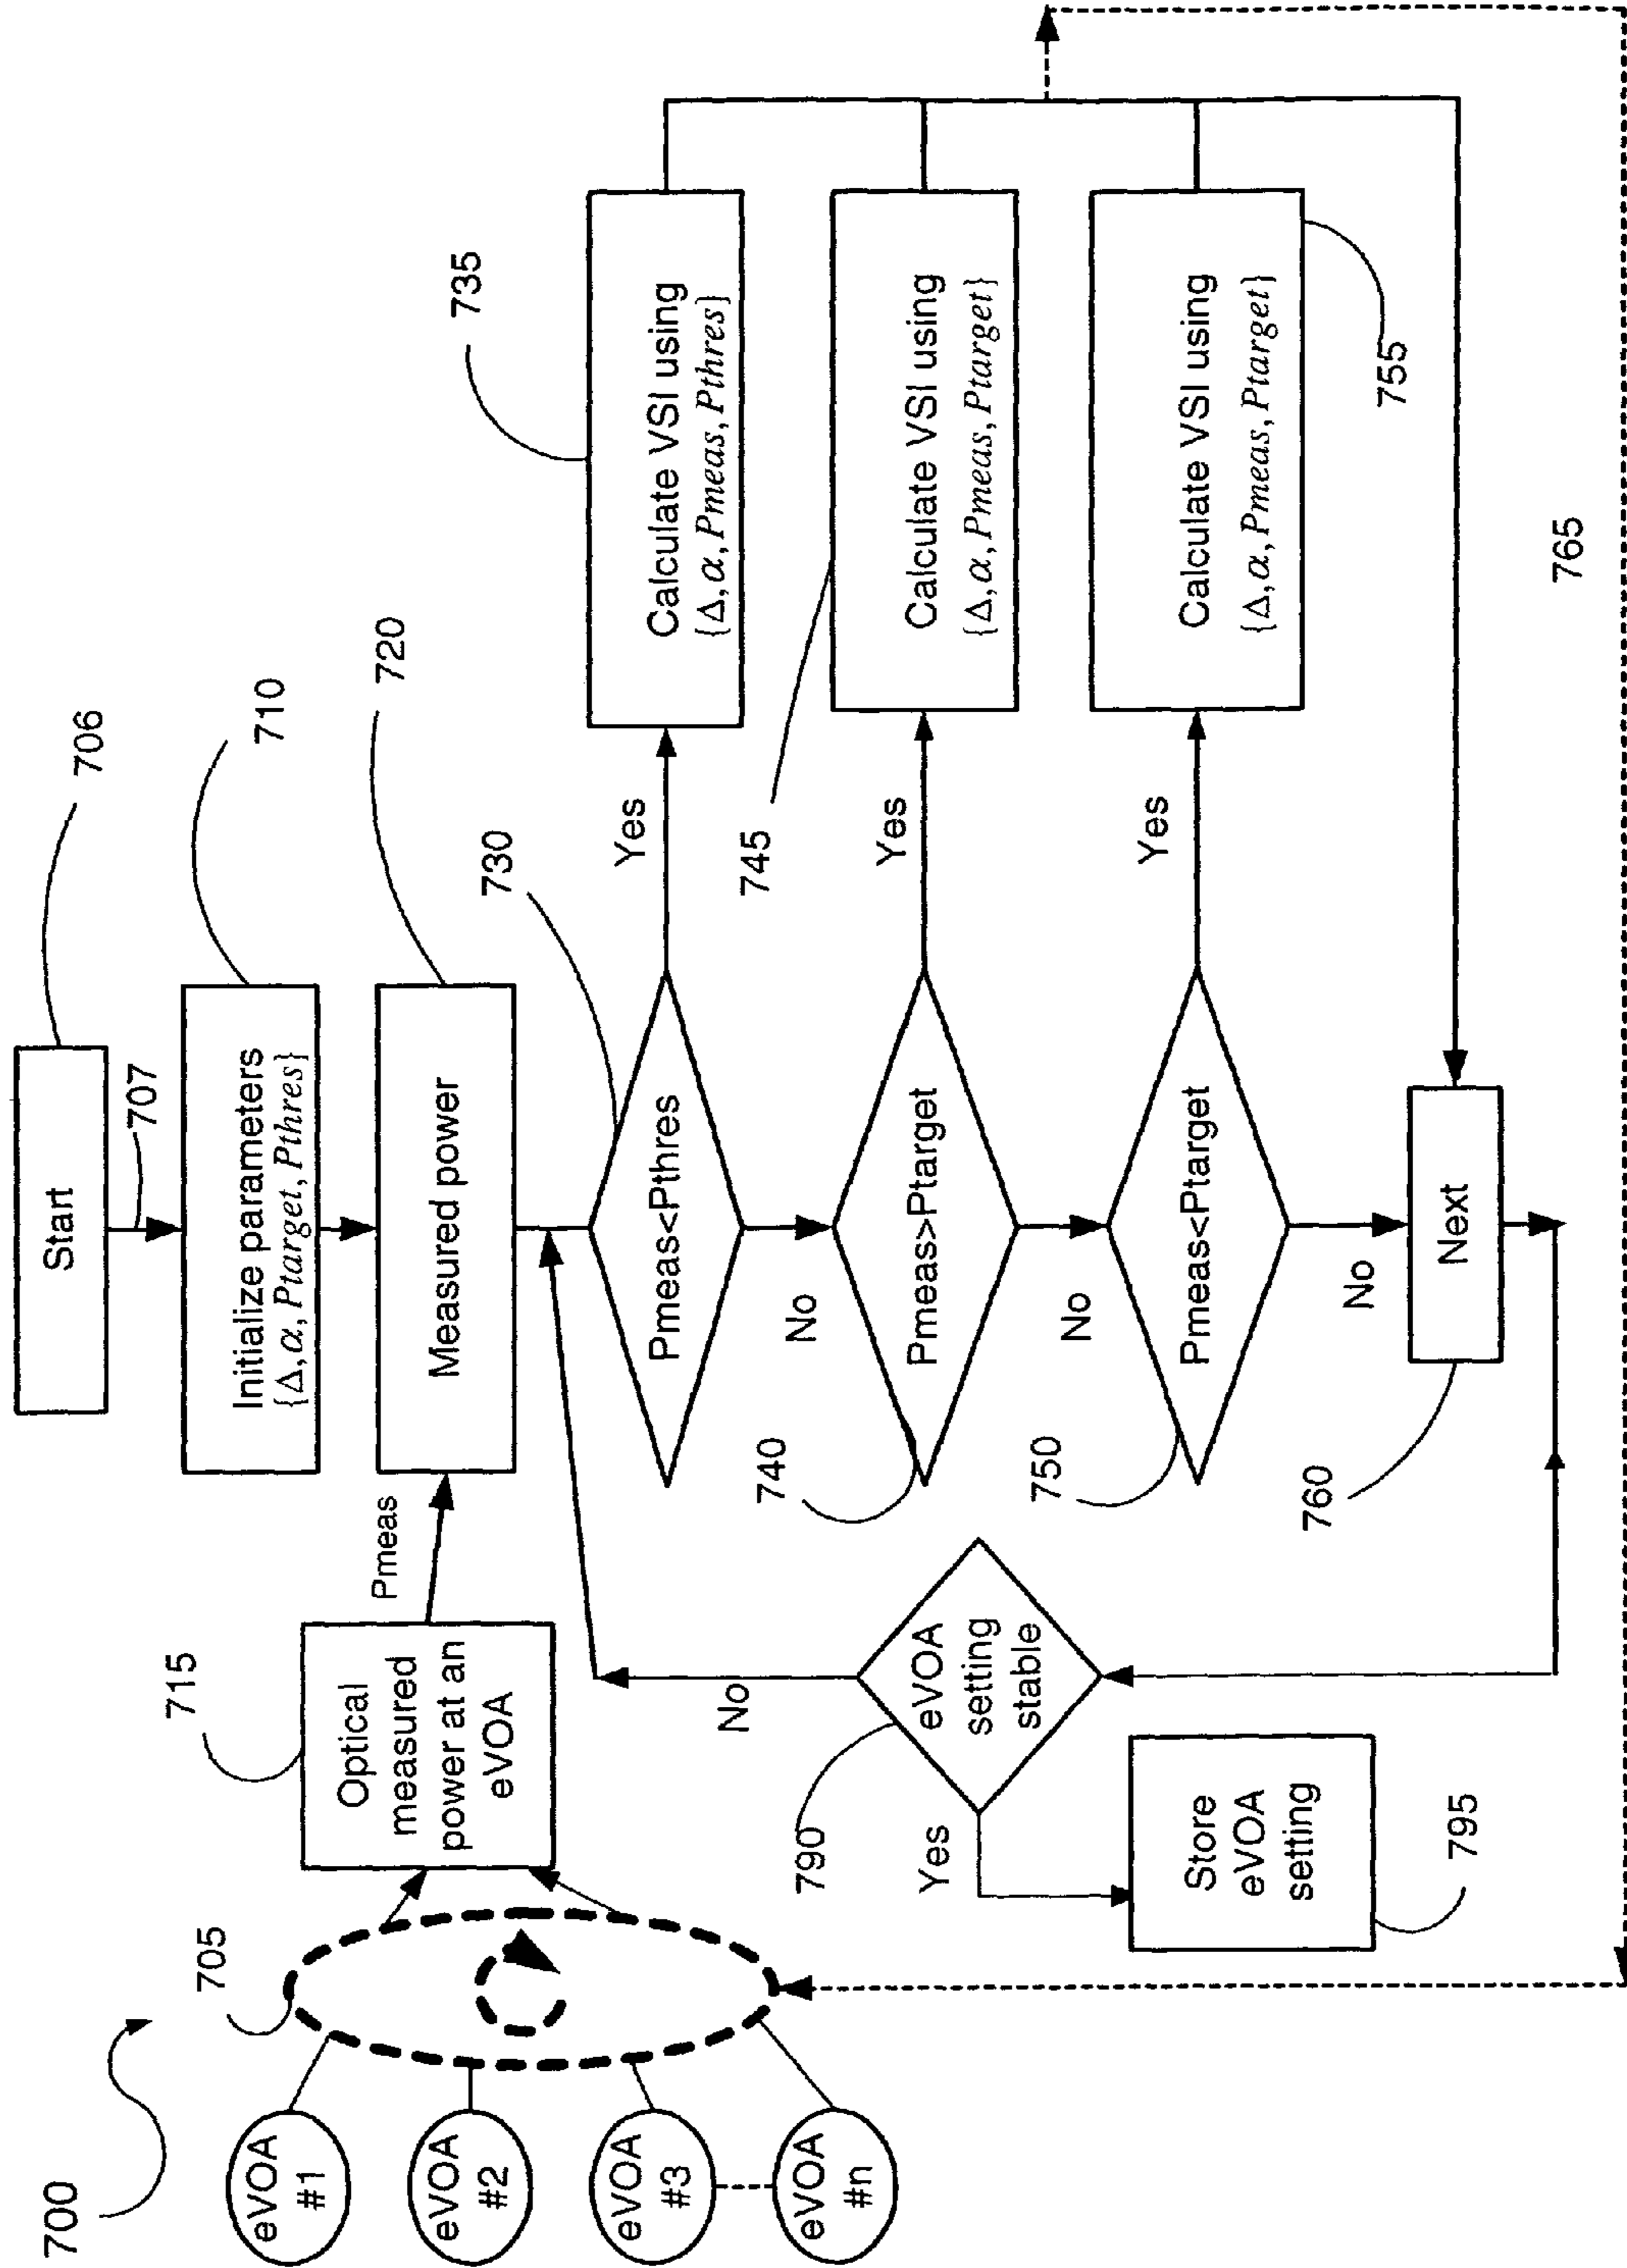 700
eVOA
#1
eVOA
#2
eVOA
#3
eVOA
#n
705
715
Optical
measured
power at an
eVOA
Pmeas
Start
706
707
Initialize parameters
{Δ,α,Ptarget,Pthres}
710
Measured power
720
730
Pmeas<Pthres
Yes
Calculate VSI using
{Δ,α,Pmeas,Pthres}
735
No
740
Pmeas>Ptarget
Yes
745
Calculate VSI using
{Δ,α,Pmeas,Ptarget}
No
750
Pmeas<Ptarget
Yes
Calculate VSI using
{Δ,α,Pmeas,Ptarget}
755
No
760
Next
765
No
790
eVOA
setting
stable
Yes
Store
eVOA
setting
795